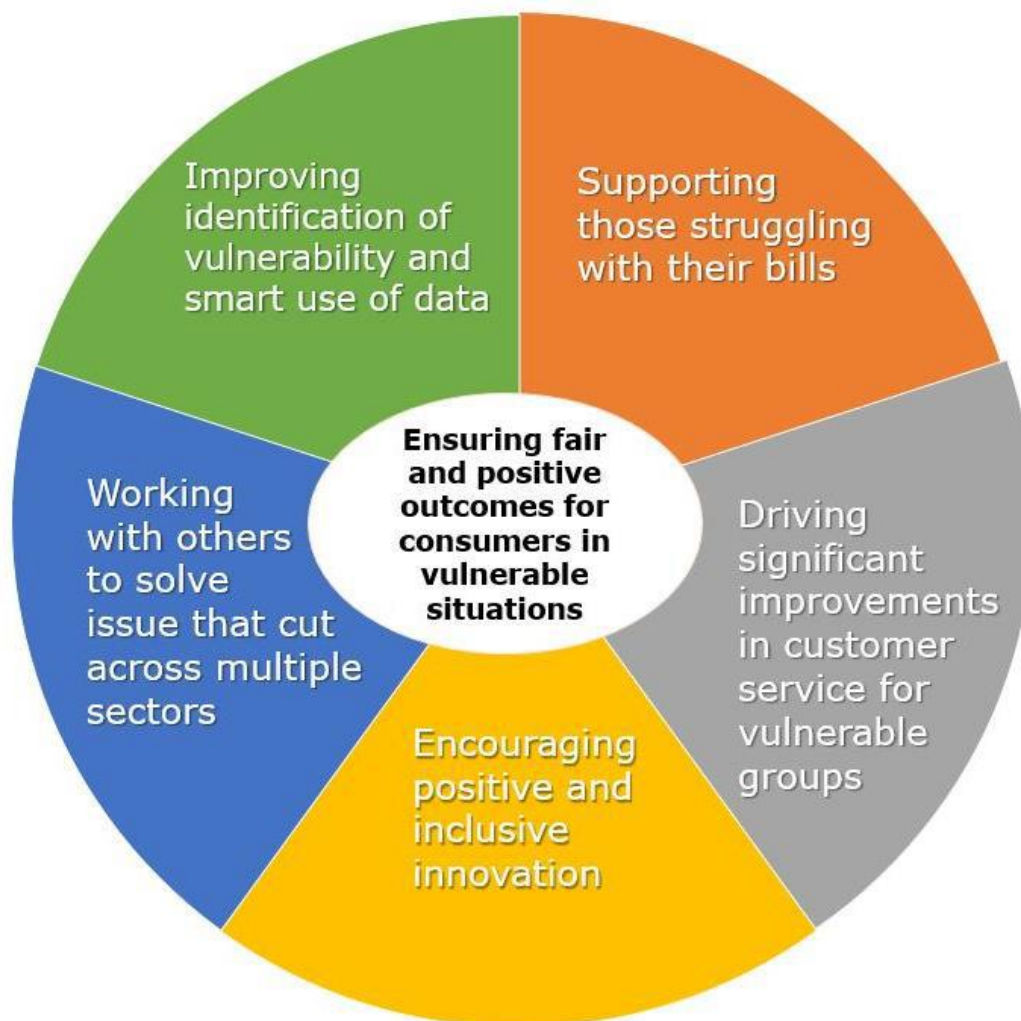 Improving
identification of
vulnerability and
smart use of data
Supporting
those struggling
with their bills
Ensuring fair
and positive
outcomes for
consumers in
vulnerable
situations
Working
with others
to solve
issue that cut
across multiple
sectors
Driving
significant
improvements
in customer
service for
vulnerable
groups
Encouraging
positive and
inclusive
innovation